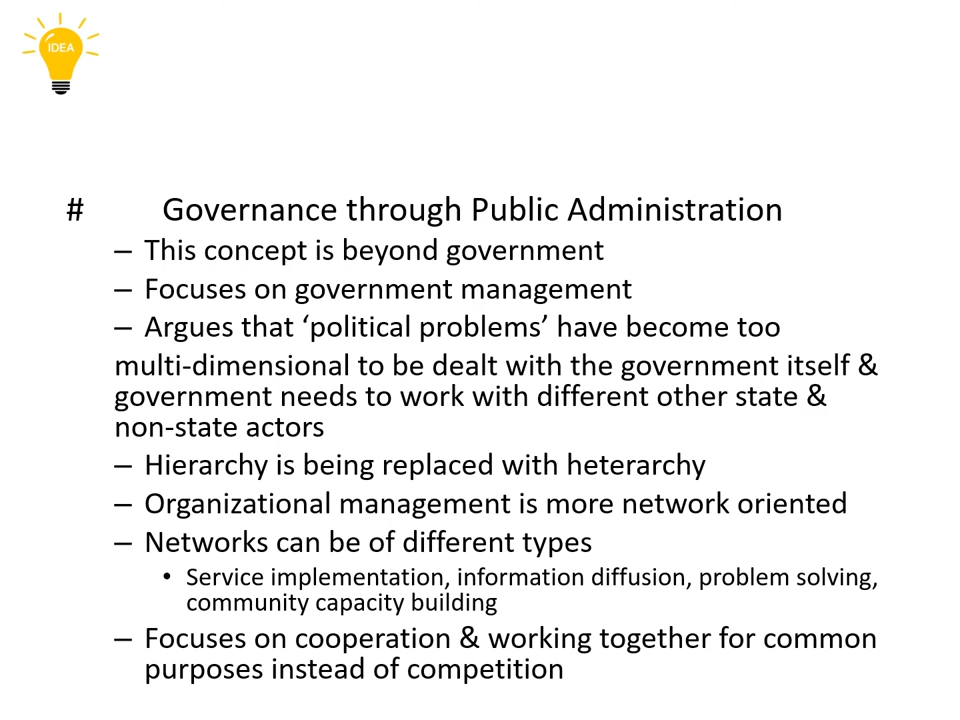 IDEA
# Governance through Public Administration
– This concept is beyond government
– Focuses on government management
– Argues that ‘political problems’ have become too
multi-dimensional to be dealt with the government itself &
government needs to work with different other state &
non-state actors
– Hierarchy is being replaced with heterarchy
– Organizational management is more network oriented
– Networks can be of different types
• Service implementation, information diffusion, problem solving,
community capacity building
– Focuses on cooperation & working together for common
purposes instead of competition